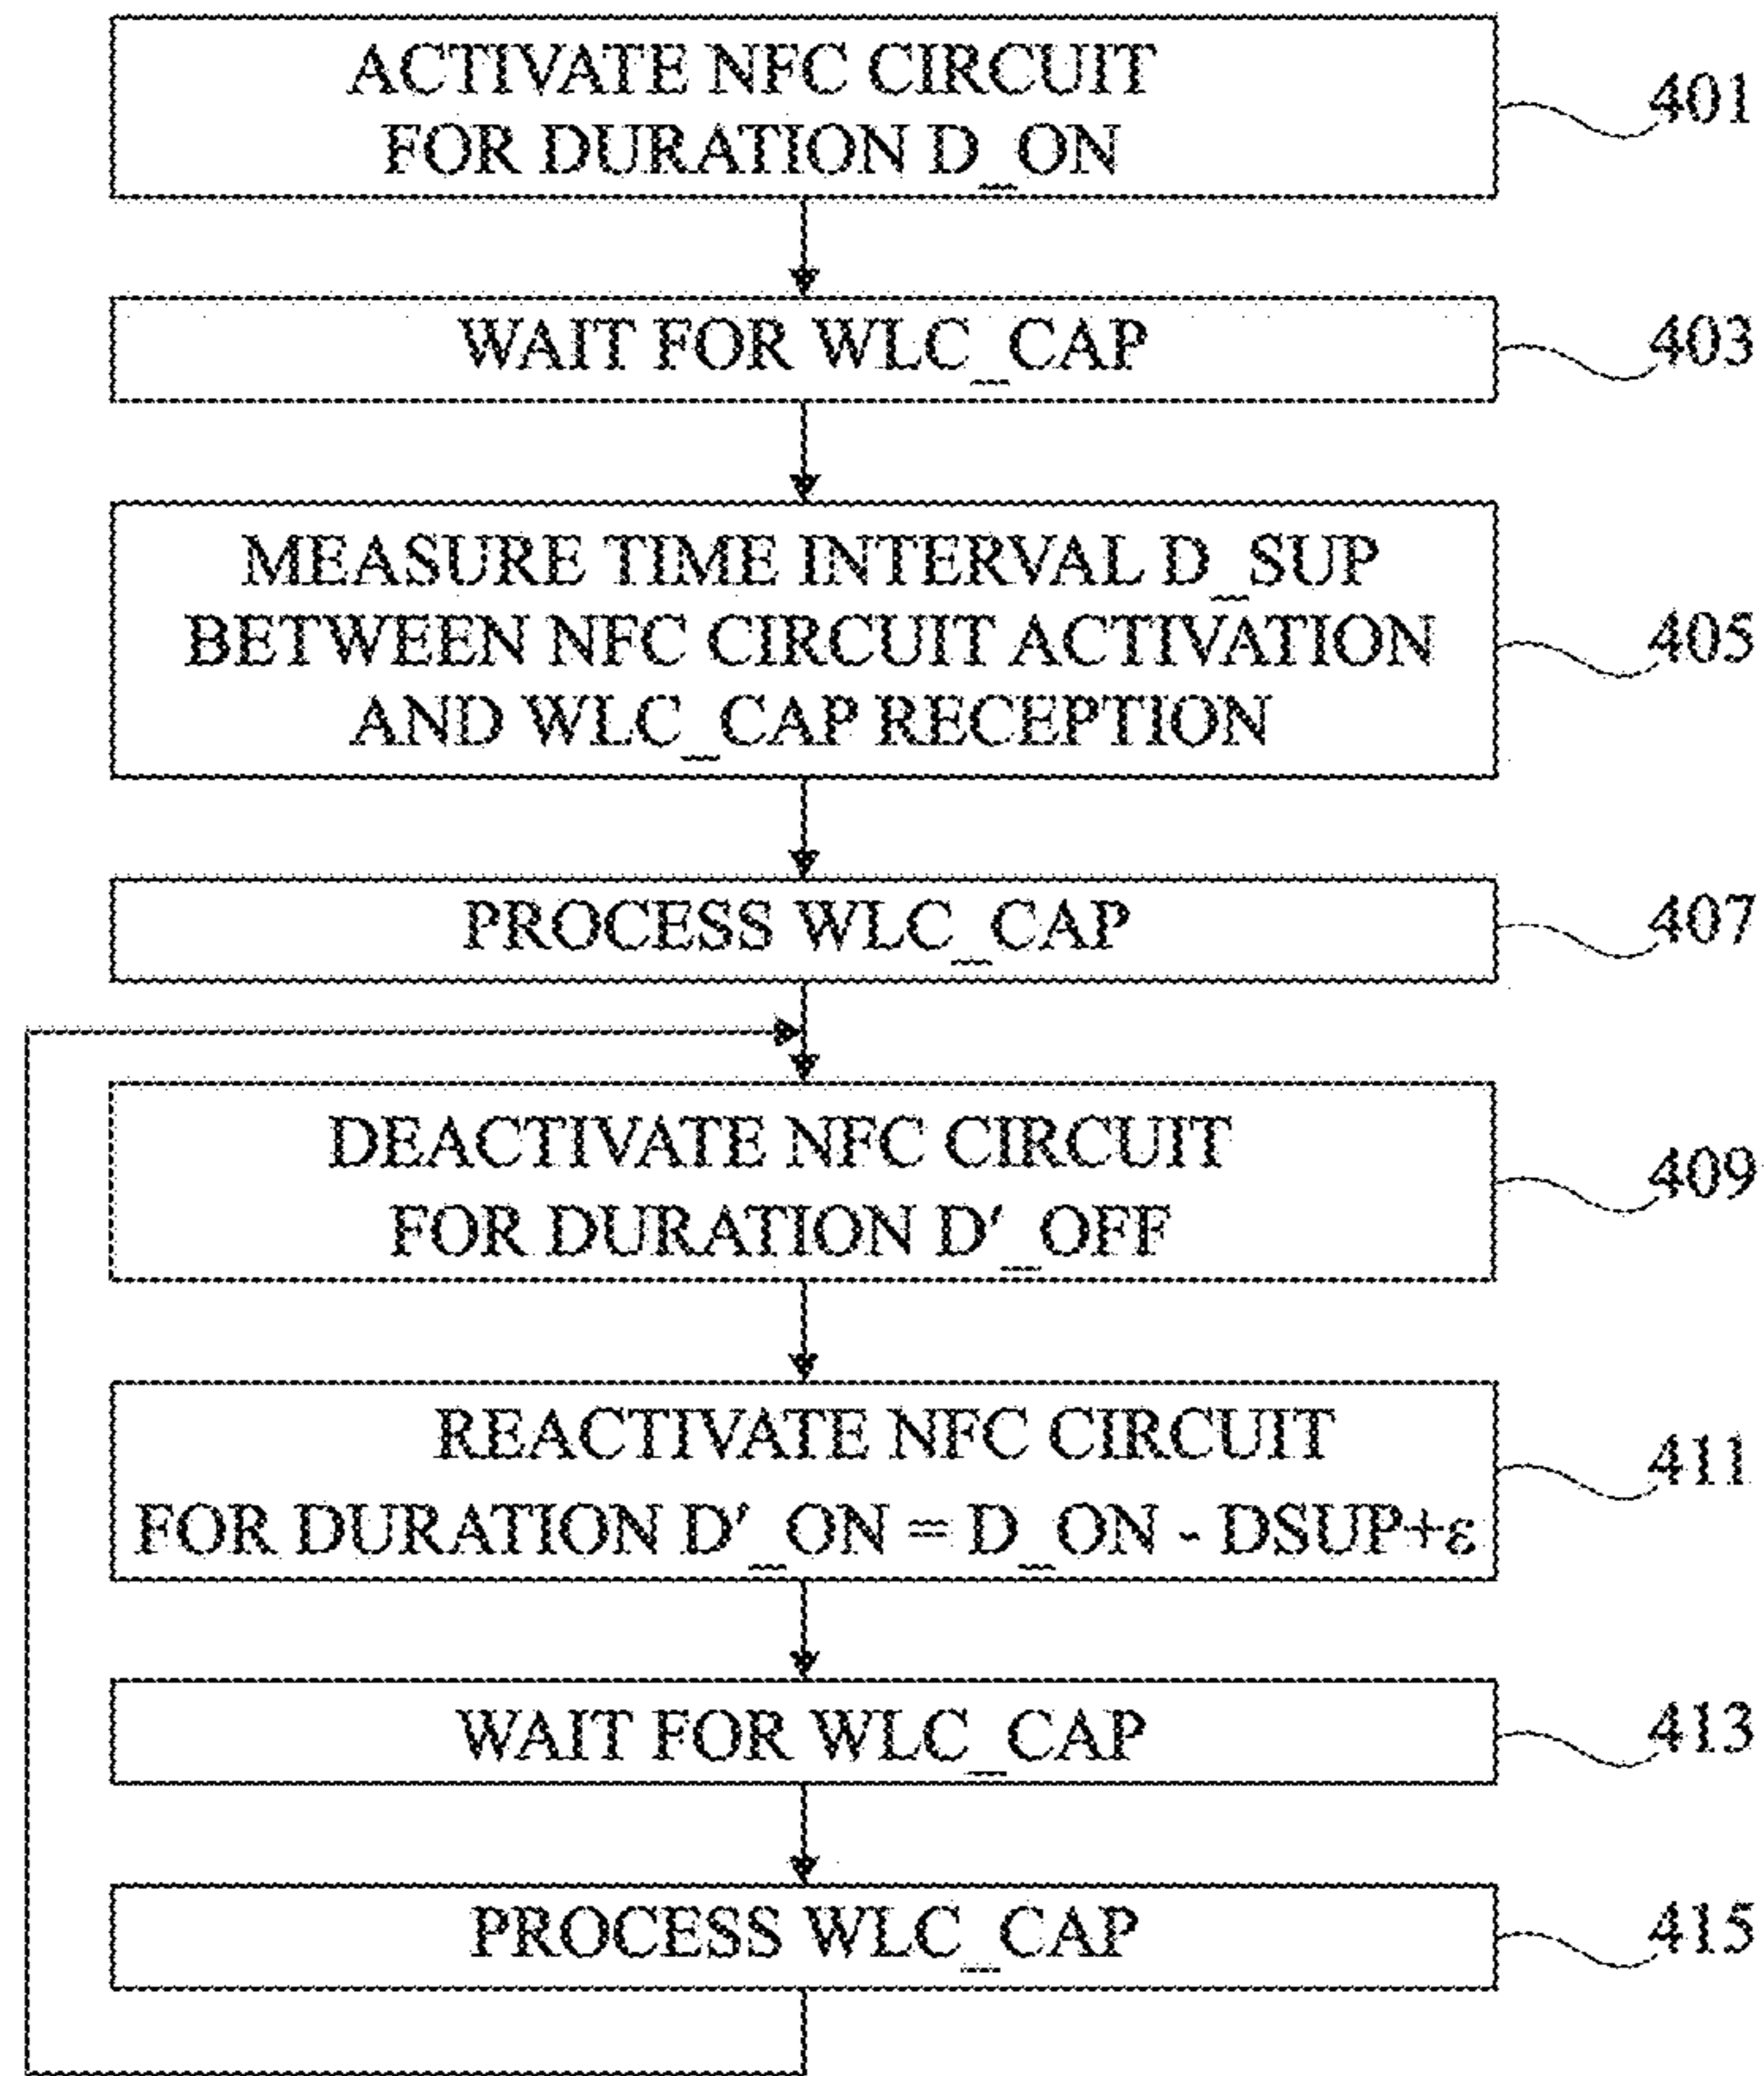 ACTIVATE NFC CIRCUIT
FOR DURATION D_ON
401
WAIT FOR WLC_CAP
403
MEASURE TIME INTERVAL D_SUP
BETWEEN NFC CIRCUIT ACTIVATION
AND WLC_CAP RECEPTION
405
PROCESS WLC_CAP
407
DEACTIVATE NFC CIRCUIT
FOR DURATION D'_OFF
409
REACTIVATE NFC CIRCUIT
FOR DURATION D'_ON = D_ON - DSUP+ε
411
WAIT FOR WLC_CAP
413
PROCESS WLC_CAP
415